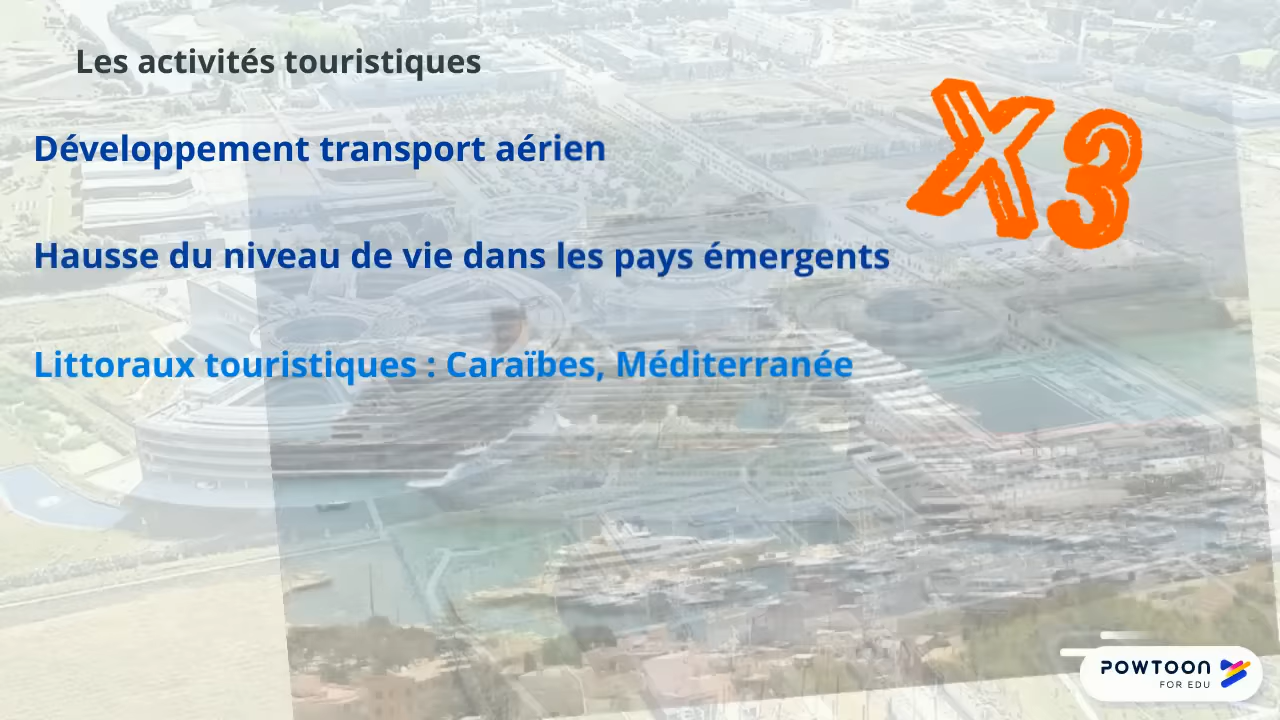 Les activités touristiques
X3
Développement transport aérien
Hausse du niveau de vie dans les pays émergents
Littoraux touristiques : Caraïbes, Méditerranée
POWTOON
FOR EDU